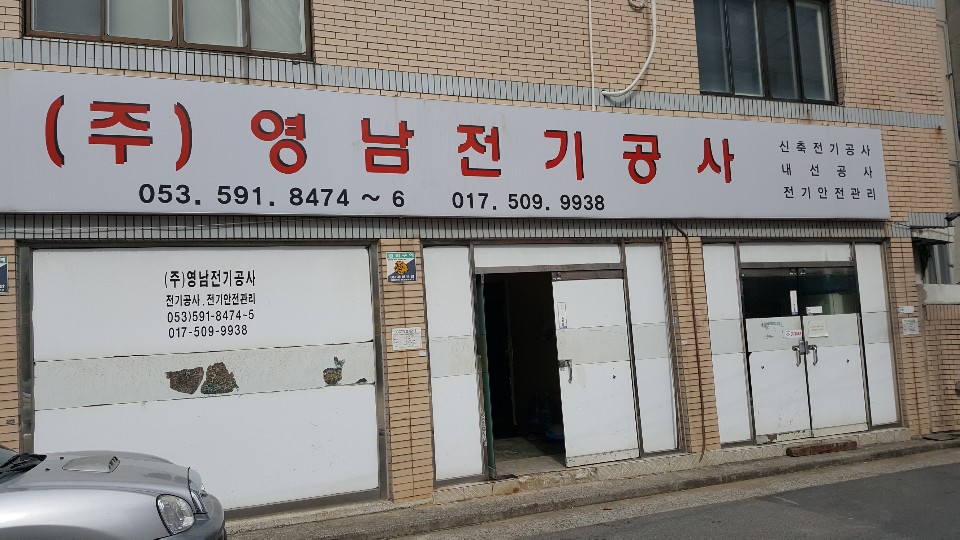 (주)영남전기공사
053. 591. 8474 ~ 6 017. 509. 9938
신축전기공사
내선공사
전기안전관리
(주)영남전기공사
전기공사, 전기안전관리
053)591-8474~5
017-509-9938